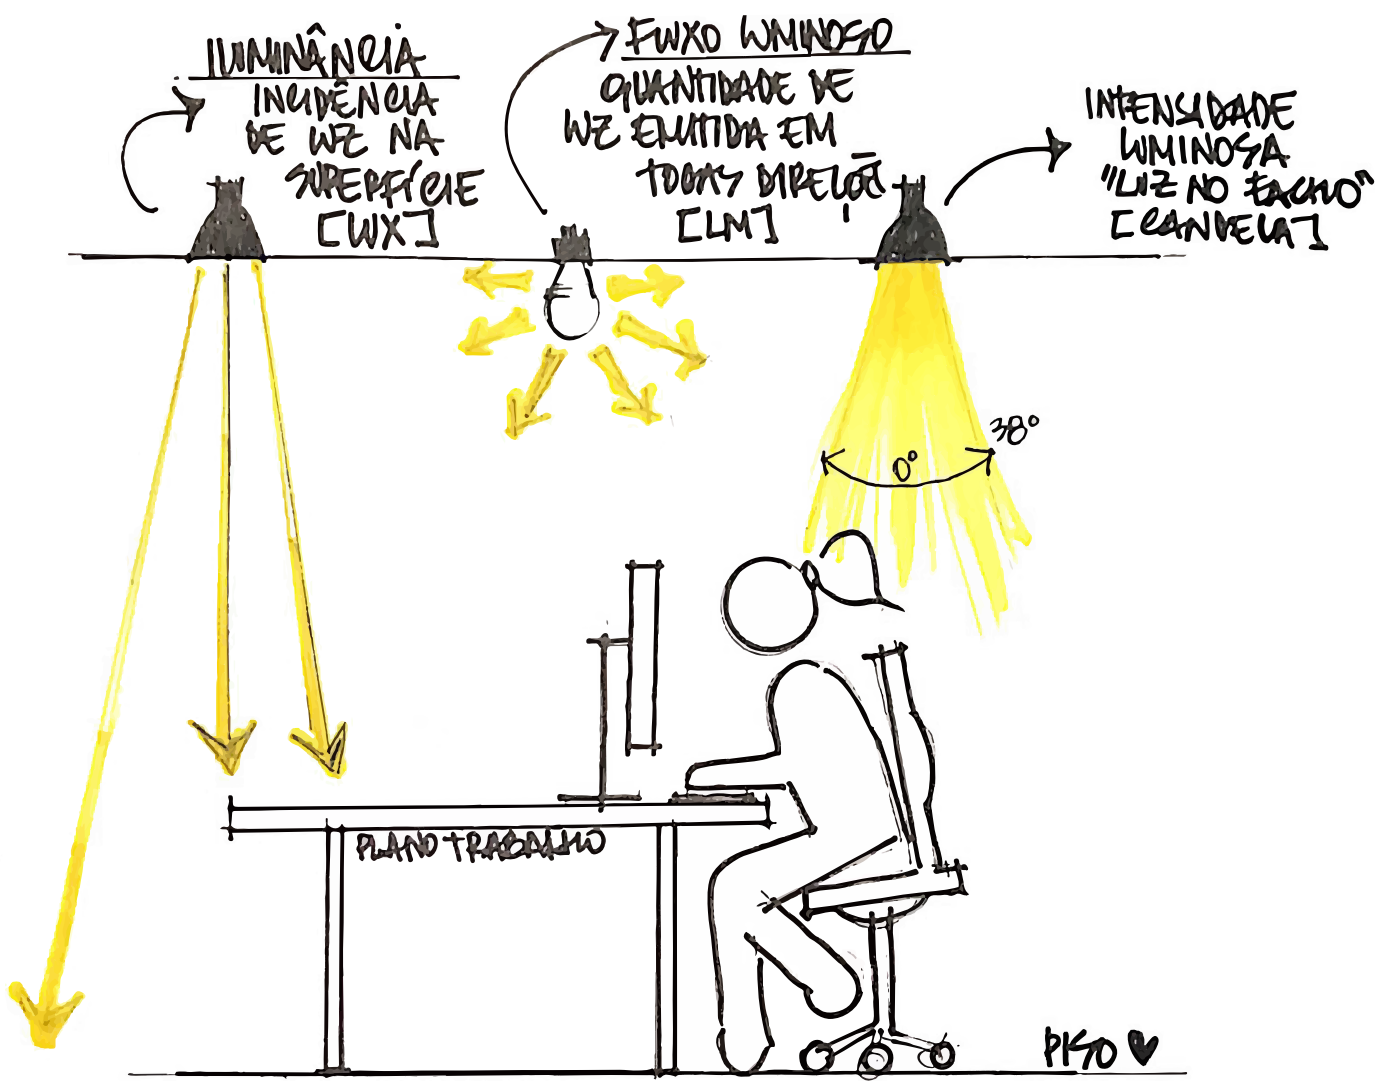 ILUMINÂNCIA
INCIDÊNCIA
DE LUZ NA
SUPERFÍCIE
[LUX]
FLUXO LUMINOSO
QUANTIDADE DE
LUZ EMITIDA EM
TODAS DIREÇÕ
[LM]
INTENSIDADE
LUMINOSA
"LUZ NO FACHO"
[CANDELA]
38°
0°
PLANO TRABALHO
PISO ♥